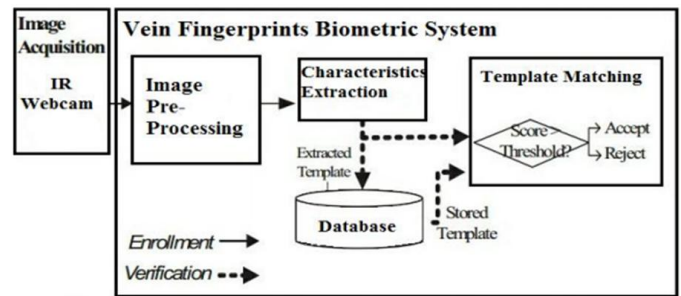 Image
Acquisition
IR
Webcam
Vein Fingerprints Biometric System
Image
Pre-
Processing
Characteristics
Extraction
Template Matching
Score>
Threshold?
Accept
Reject
Extracted
Template
Database
Stored
Template
Enrollment
Verification